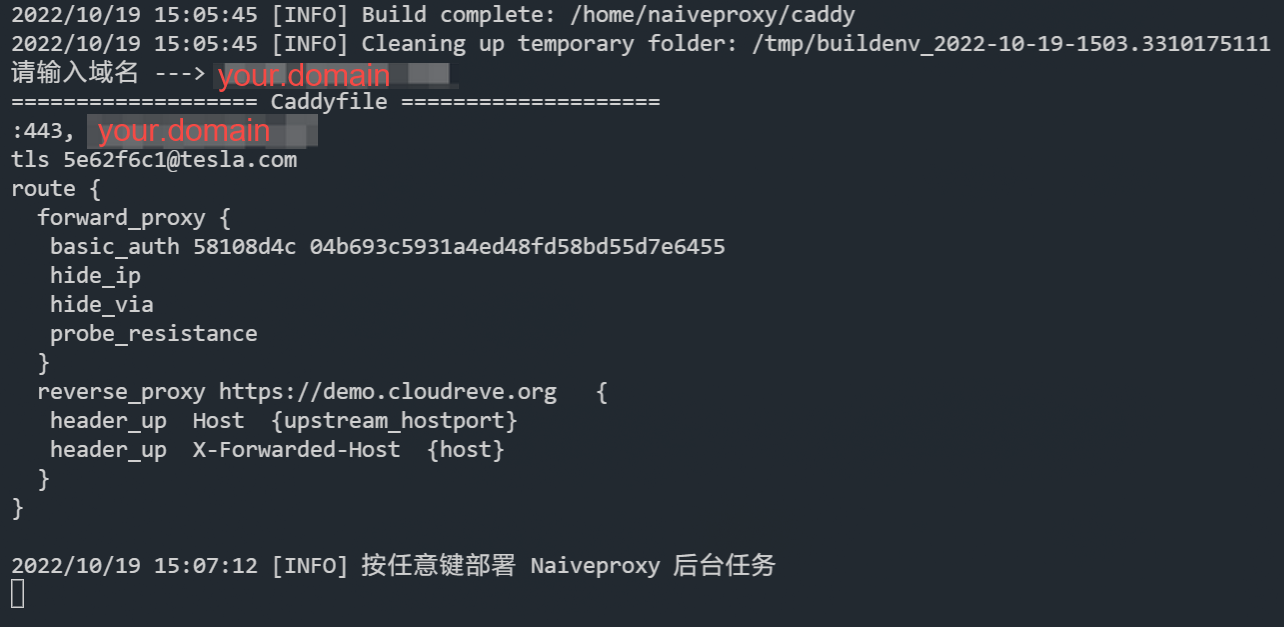 2022/10/19 15:05:45 [INFO] Build complete: /home/naiveproxy/caddy
2022/10/19 15:05:45 [INFO] Cleaning up temporary folder: /tmp/buildenv_2022-10-19-1503.3310175111
请输入域名 ---> your.domain
=================== Caddyfile ====================
:443, your.domain
tls 5e62f6c1@tesla.com
route {
  forward_proxy {
   basic_auth 58108d4c 04b693c5931a4ed48fd58bd55d7e6455
   hide_ip
   hide_via
   probe_resistance
  }
  reverse_proxy https://demo.cloudreve.org   {
   header_up  Host  {upstream_hostport}
   header_up  X-Forwarded-Host  {host}
  }
}
2022/10/19 15:07:12 [INFO] 按任意键部署 Naiveproxy 后台任务